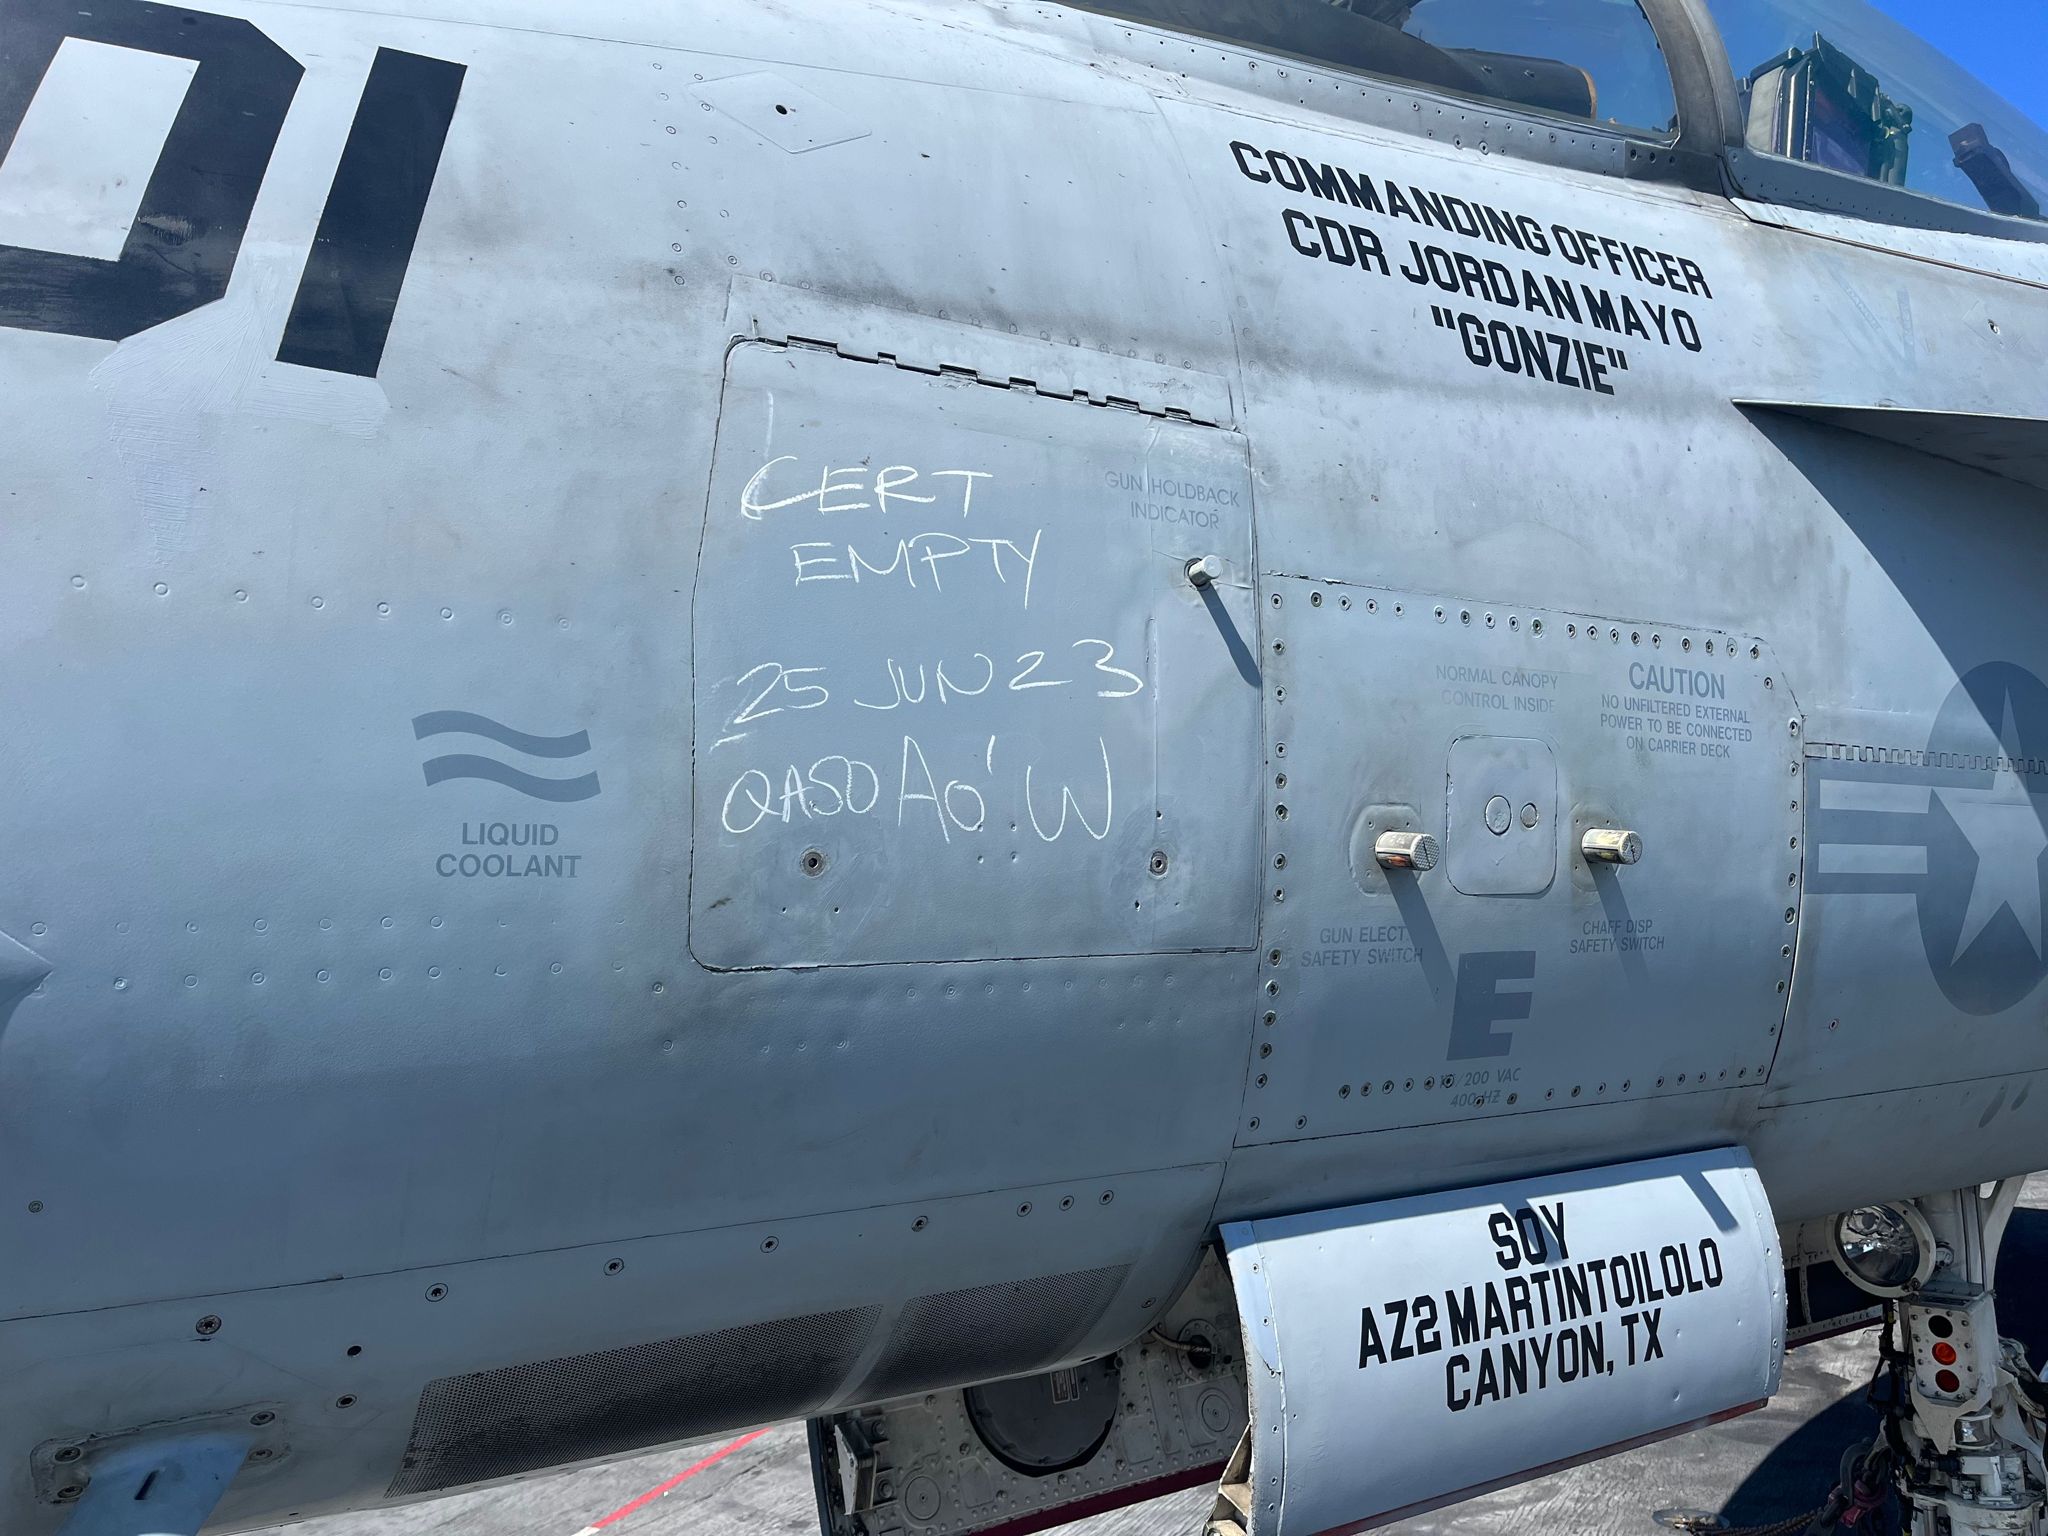 01
COMMANDING OFFICER
CDR JORDAN MAYO
"GONZIE"
GUN HOLDBACK
INDICATOR
CERT
EMPTY
25 JUN 23
QASO
LIQUID
COOLANT
NORMAL CANOPY
CONTROL INSIDE
CAUTION
NO UNFILTERED EXTERNAL
POWER TO BE CONNECTED
ON CARRIER DECK
GUN ELECT.
SAFETY SWITCH
CHAFF DISP
SAFETY SWITCH
E
/200 VAC
400 HZ
SOY
AZ2 MARTINTOILOLO
CANYON, TX